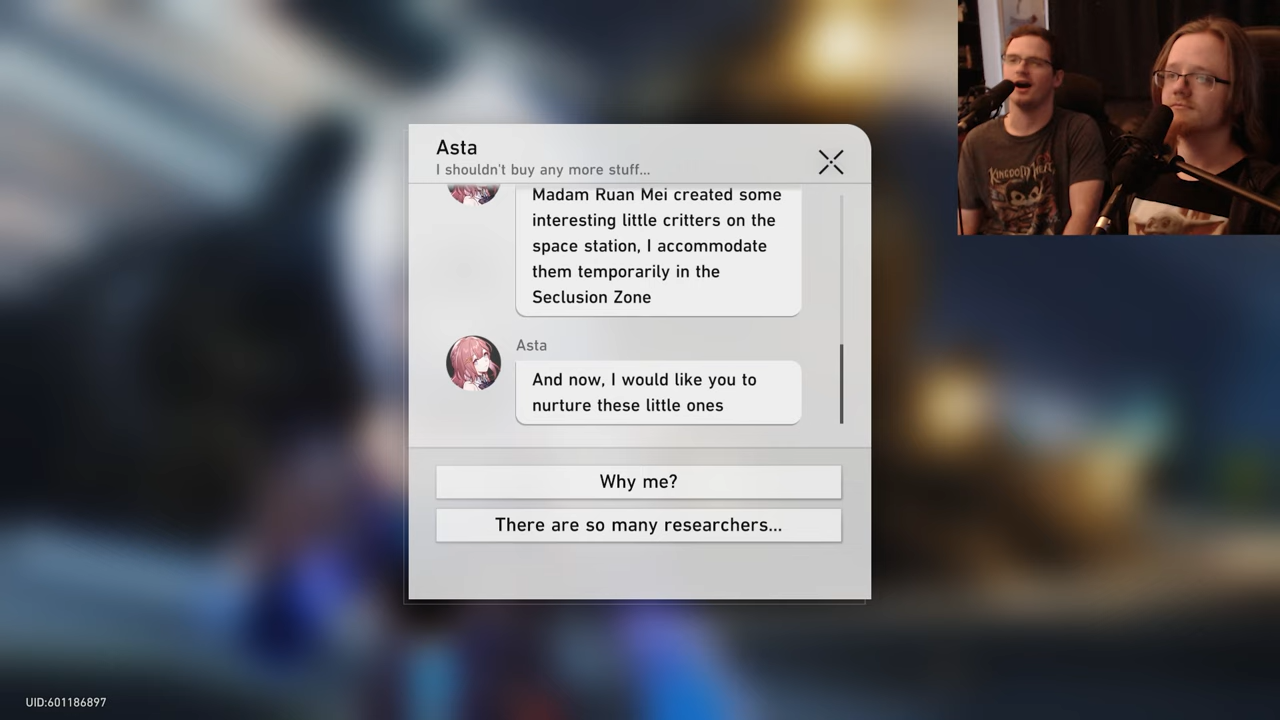 Asta
I shouldn't buy any more stuff...
Madam Ruan Mei created some
interesting little critters on the
space station, I accommodate
them temporarily in the
Seclusion Zone
Asta
And now, I would like you to
nurture these little ones
Why me?
There are so many researchers...
KINGDOM HEARTS
UID:601186897